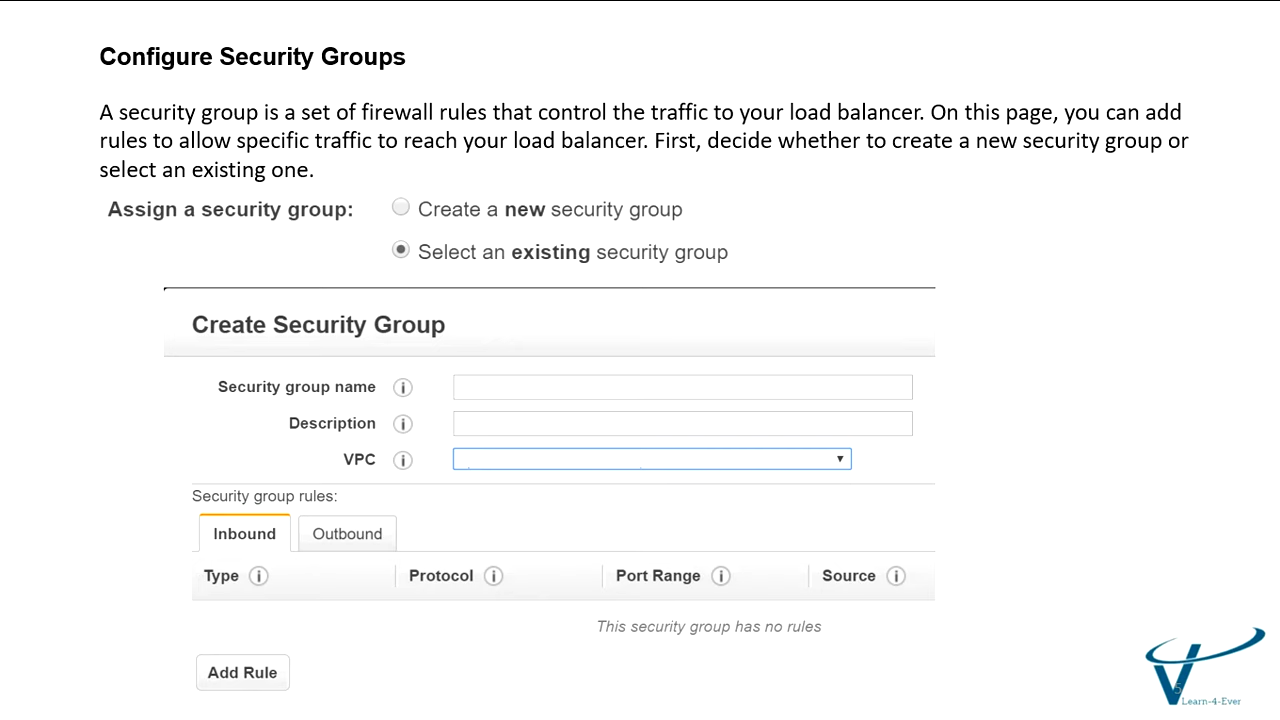 Configure Security Groups
A security group is a set of firewall rules that control the traffic to your load balancer. On this page, you can add
rules to allow specific traffic to reach your load balancer. First, decide whether to create a new security group or
select an existing one.
Assign a security group:
Create a new security group
Select an existing security group
Create Security Group
Security group name
Description
VPC
Security group rules:
Inbound Outbound
Type Protocol Port Range Source
This security group has no rules
Add Rule
5
Learn-4-Ever